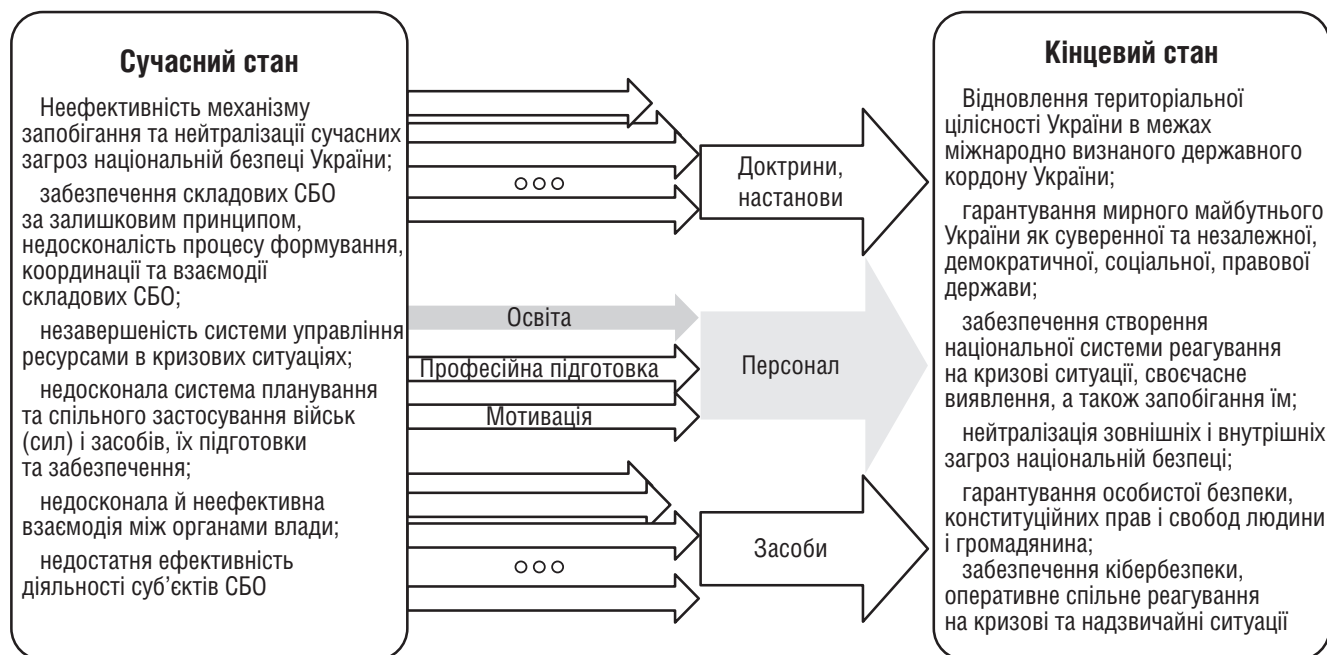 Сучасний стан
Неефективність механізму
запобігання та нейтралізації сучасних
загроз національній безпеці України;
забезпечення складових СБО
за залишковим принципом,
недосконалість процесу формування,
координації та взаємодії
складових СБО;
незавершеність системи управління
ресурсами в кризових ситуаціях;
недосконала система планування
та спільного застосування військ
(сил) і засобів, їх підготовки
та забезпечення;
недосконала й неефективна
взаємодія між органами влади;
недостатня ефективність
діяльності суб’єктів СБО
Доктрини,
настанови
Освіта
Професійна підготовка
Мотивація
Персонал
Засоби
Кінцевий стан
Відновлення територіальної
цілісності України в межах
міжнародно визнаного державного
кордону України;
гарантування мирного майбутнього
України як суверенної та незалежної,
демократичної, соціальної, правової
держави;
забезпечення створення
національної системи реагування
на кризові ситуації, своєчасне
виявлення, а також запобігання їм;
нейтралізація зовнішніх і внутрішніх
загроз національній безпеці;
гарантування особистої безпеки,
конституційних прав і свобод людини
і громадянина;
забезпечення кібербезпеки,
оперативне спільне реагування
на кризові та надзвичайні ситуації